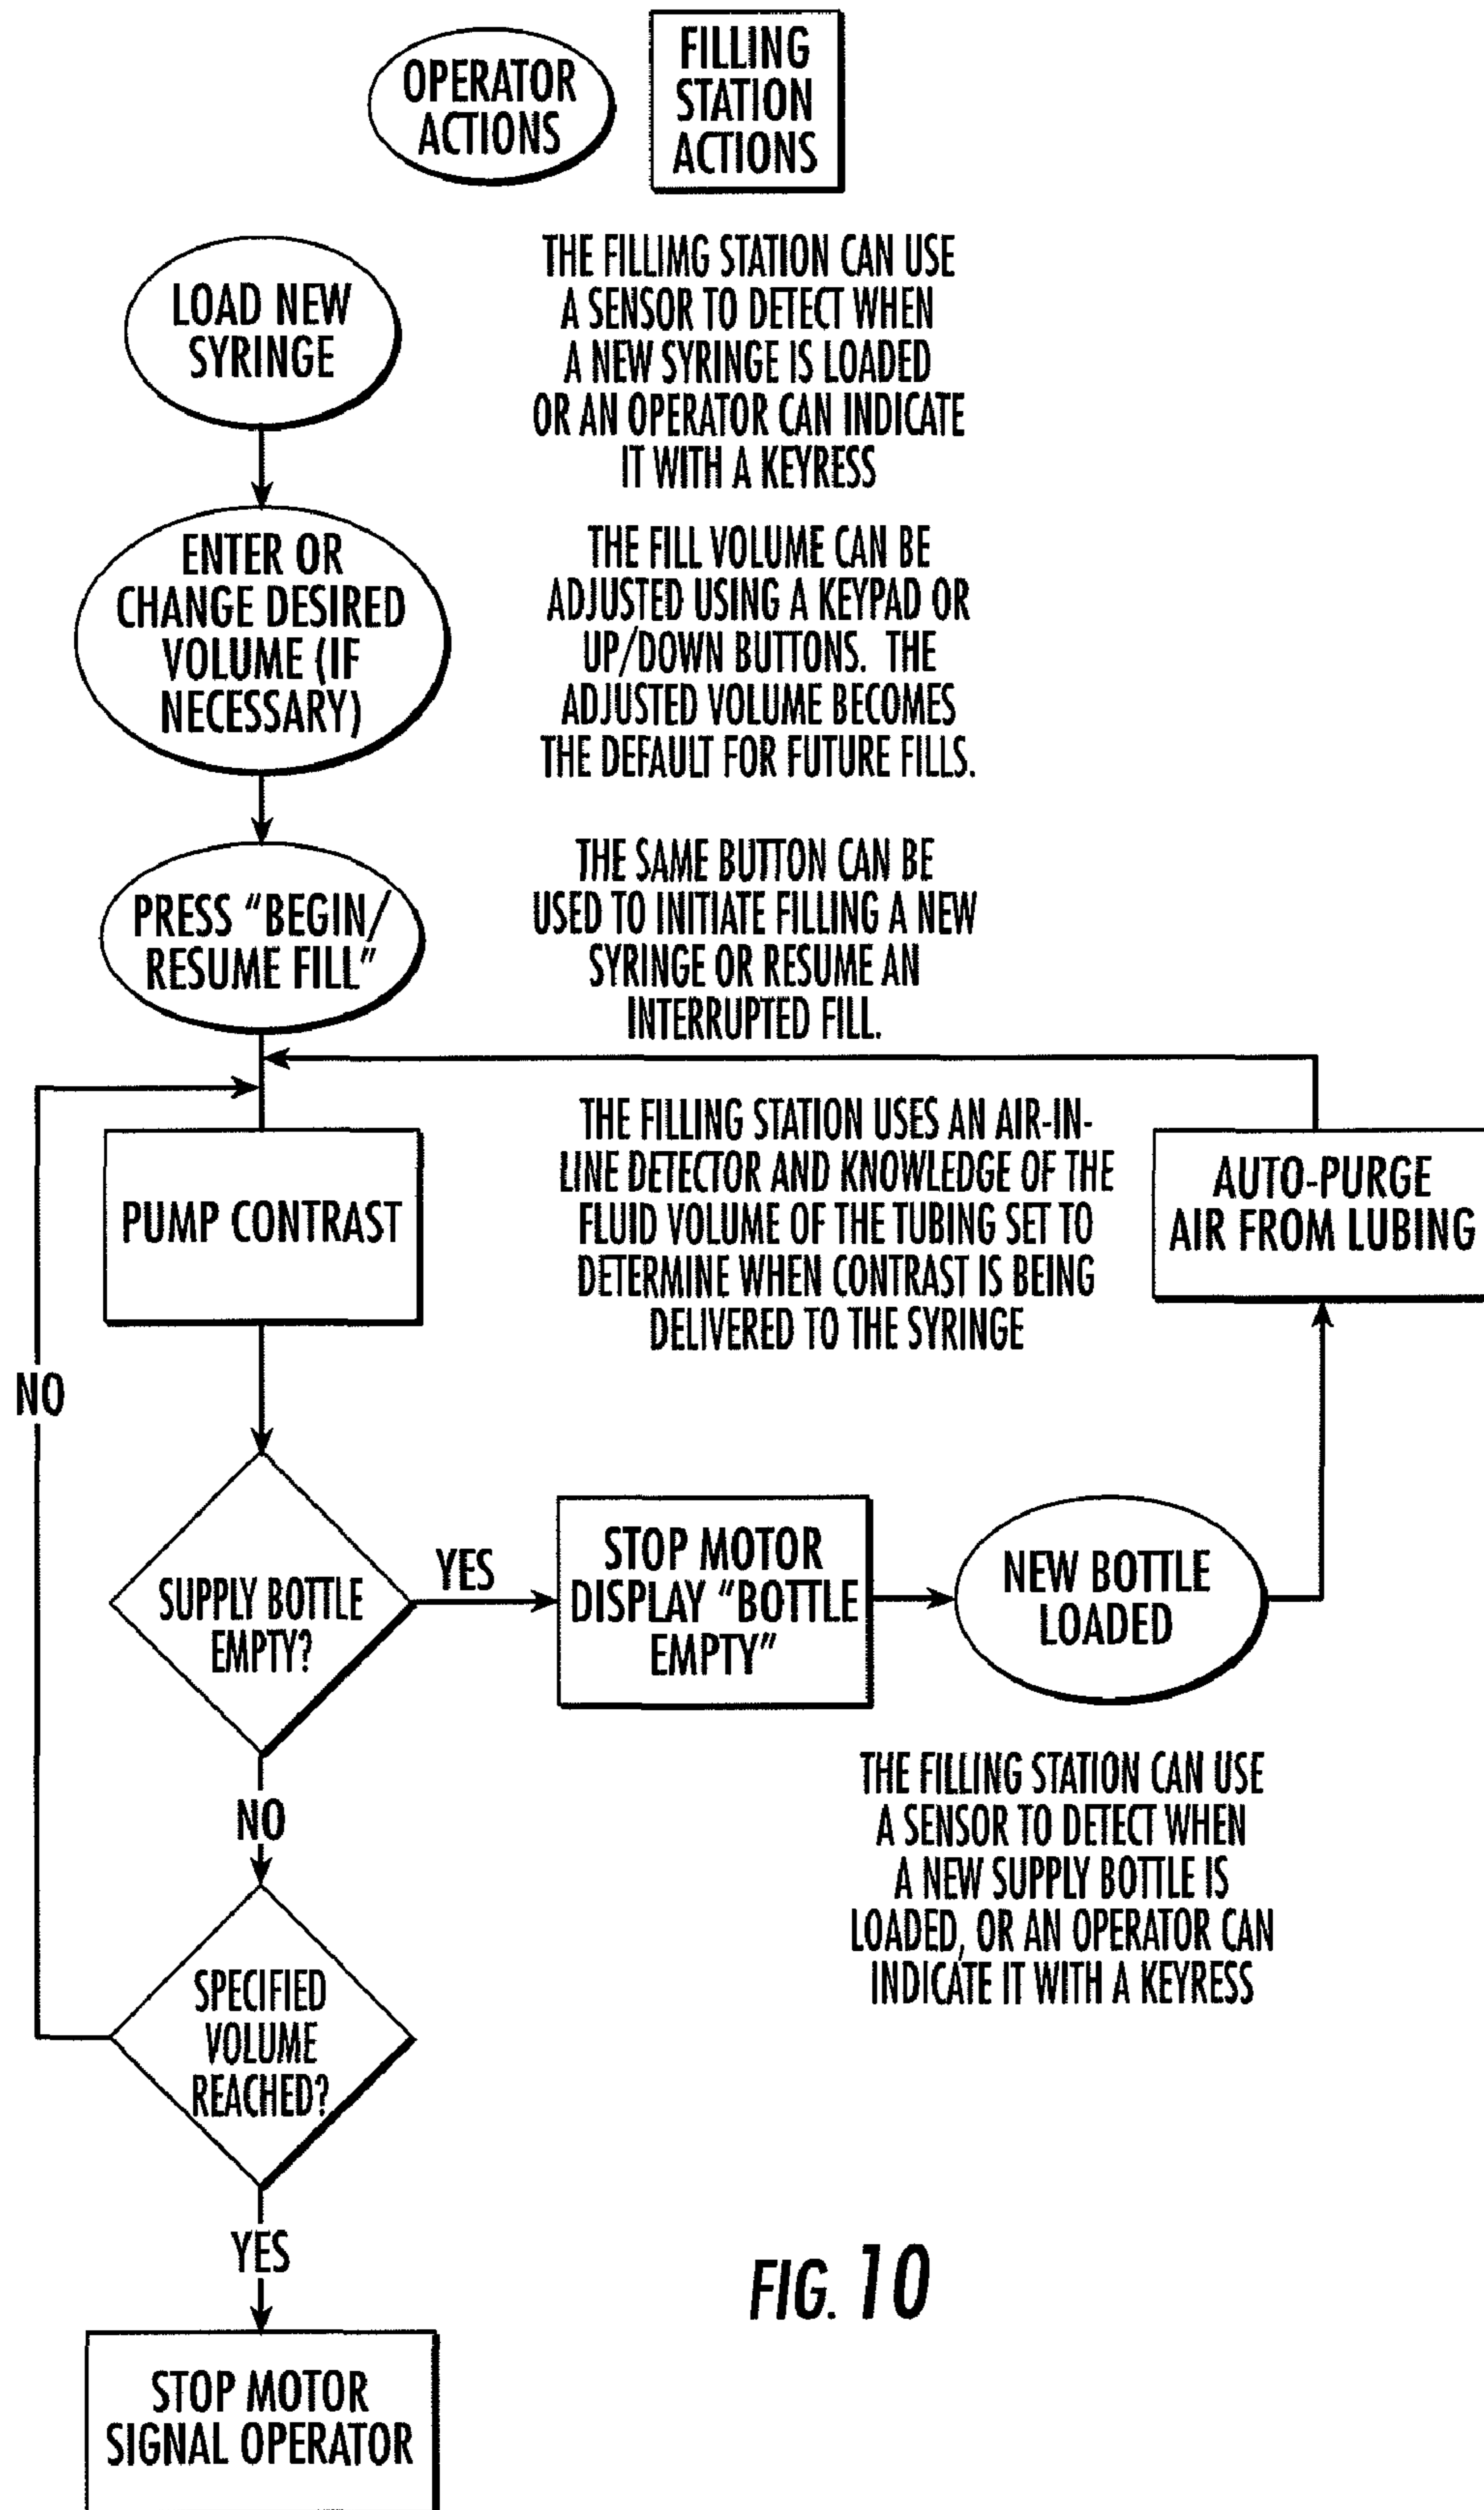 OPERATOR
ACTIONS
FILLING
STATION
ACTIONS
LOAD NEW
SYRINGE
THE FILLIMG STATION CAN USE
A SENSOR TO DETECT WHEN
A NEW SYRINGE IS LOADED
OR AN OPERATOR CAN INDICATE
IT WITH A KEYRESS
ENTER OR
CHANGE DESIRED
VOLUME (IF
NECESSARY)
THE FILL VOLUME CAN BE
ADJUSTED USING A KEYPAD OR
UP/DOWN BUTTONS. THE
ADJUSTED VOLUME BECOMES
THE DEFAULT FOR FUTURE FILLS.
PRESS "BEGIN/
RESUME FILL"
THE SAME BUTTON CAN BE
USED TO INITIATE FILLING A NEW
SYRINGE OR RESUME AN
INTERRUPTED FILL.
PUMP CONTRAST
THE FILLING STATION USES AN AIR-IN-
LINE DETECTOR AND KNOWLEDGE OF THE
FLUID VOLUME OF THE TUBING SET TO
DETERMINE WHEN CONTRAST IS BEING
DELIVERED TO THE SYRINGE
AUTO-PURGE
AIR FROM LUBING
NO
SUPPLY BOTTLE
EMPTY?
YES
STOP MOTOR
DISPLAY "BOTTLE
EMPTY"
NEW BOTTLE
LOADED
NO
THE FILLING STATION CAN USE
A SENSOR TO DETECT WHEN
A NEW SUPPLY BOTTLE IS
LOADED, OR AN OPERATOR CAN
INDICATE IT WITH A KEYRESS
SPECIFIED
VOLUME
REACHED?
YES
STOP MOTOR
SIGNAL OPERATOR
FIG. 10